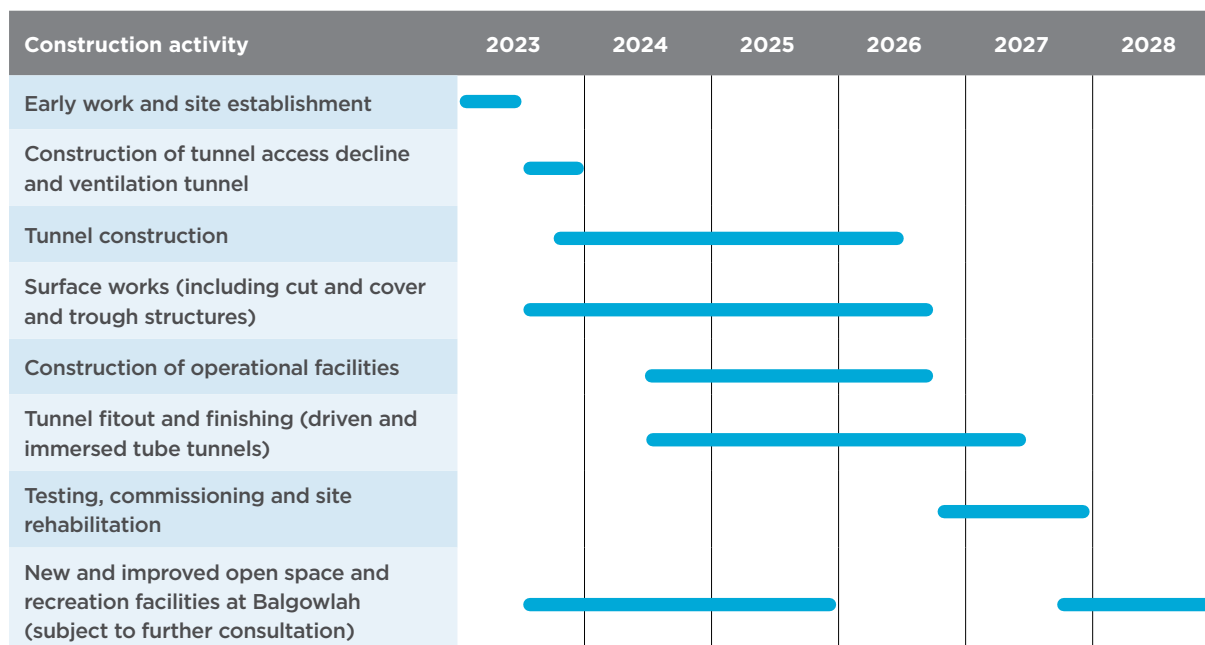 Construction activity 2023 2024 2025 2026 2027 2028
Early work and site establishment
Construction of tunnel access decline
and ventilation tunnel
Tunnel construction
Surface works (including cut and cover
and trough structures)
Construction of operational facilities
Tunnel fitout and finishing (driven and
immersed tube tunnels)
Testing, commissioning and site
rehabilitation
New and improved open space and
recreation facilities at Balgowlah
(subject to further consultation)